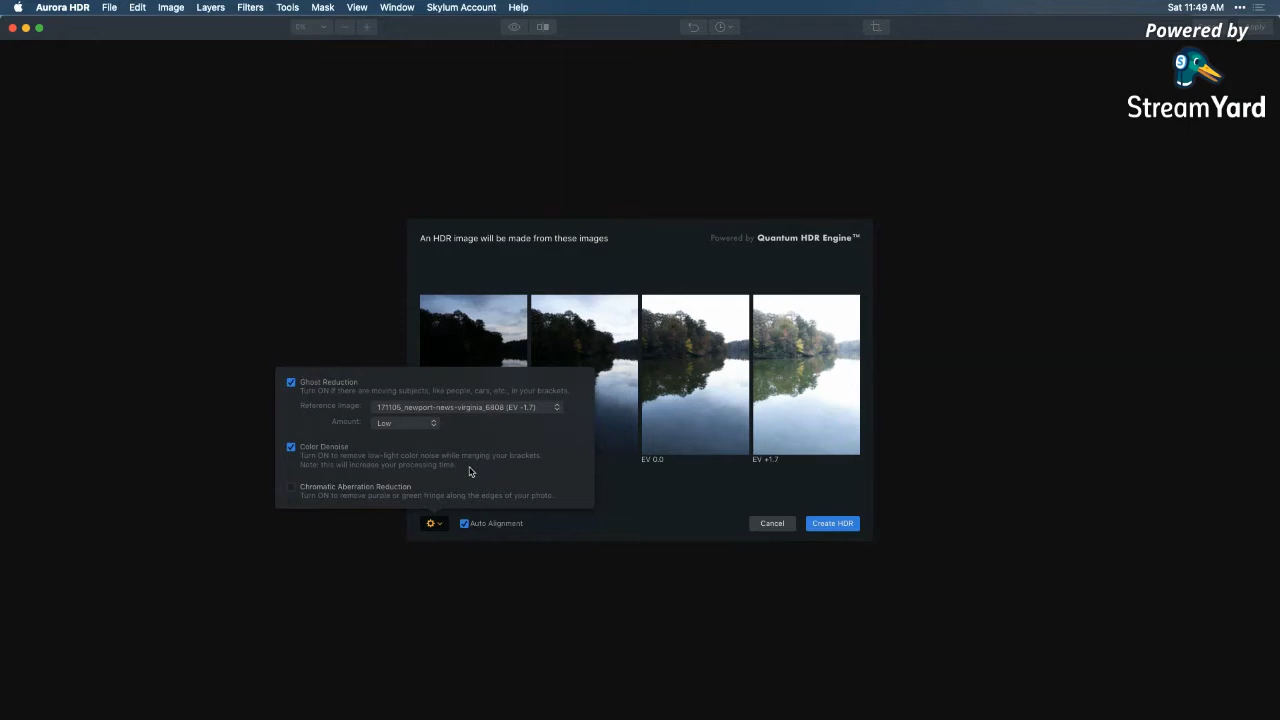 Aurora HDR File Edit Image Layers Filters Tools Mask Window Skylum Account Help Sat 11:49 AM
0%
Powered by
StreamYard
An HDR image will be made from these images Powered by Quantum HDR Engine™
Ghost Reduction
Turn ON if there are moving subjects, like people, cars, etc., in your brackets.
Reference Image: 171105_newport-news-virginia_6608 (EV -1.7)
Amount: Low
Color Denoise
Turn ON to remove low-light color noise while merging your brackets.
Note: this will increase your processing time.
EV 0.0 EV +1.7
Chromatic Aberration Reduction
Turn ON to remove purple or green fringe along the edges of your photo.
Auto Alignment Cancel Create HDR